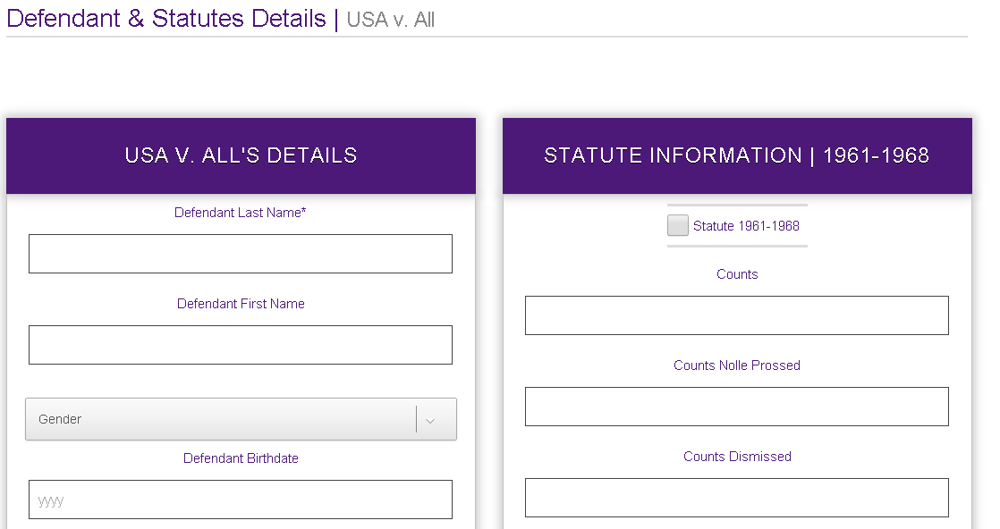 Defendant & Statutes Details | USA v. All
USA V. ALL'S DETAILS
Defendant Last Name*
Defendant First Name
Gender
Defendant Birthdate
yyyy
STATUTE INFORMATION | 1961-1968
Statute 1961-1968
Counts
Counts Nolle Prossed
Counts Dismissed